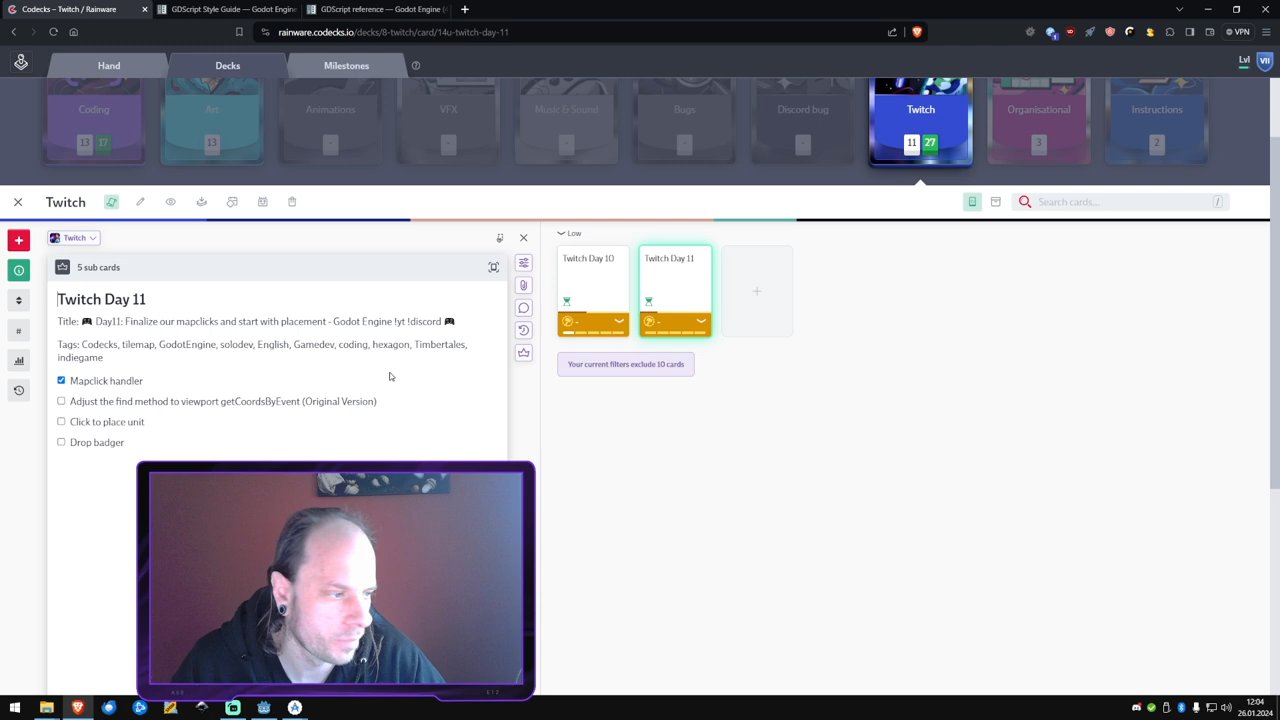 Codecks – Twitch / Rainware
GDScript Style Guide — Godot Engine
GDScript reference — Godot Engine (
rainware.codecks.io/decks/8-twitch/card/14u-twitch-day-11
VPN
Hand
Decks
Milestones
Lvl
VII
Coding
Art
Animations
VFX
Music & Sound
Bugs
Discord bug
Twitch
Organisational
Instructions
13 17
13
-
-
-
-
-
11 27
3
2
Twitch
Search cards...
/
Twitch
5 sub cards
Twitch Day 11
Title: 🎮 Day11: Finalize our mapclicks and start with placement - Godot Engine !yt !discord 🎮
Tags: Codecks, tilemap, GodotEngine, solodev, English, Gamedev, coding, hexagon, Timbertales,
indiegame
Mapclick handler
Adjust the find method to viewport getCoordsByEvent (Original Version)
Click to place unit
Drop badger
Low
Twitch Day 10
Twitch Day 11
-
-
Your current filters exclude 10 cards
12:04
26.01.2024